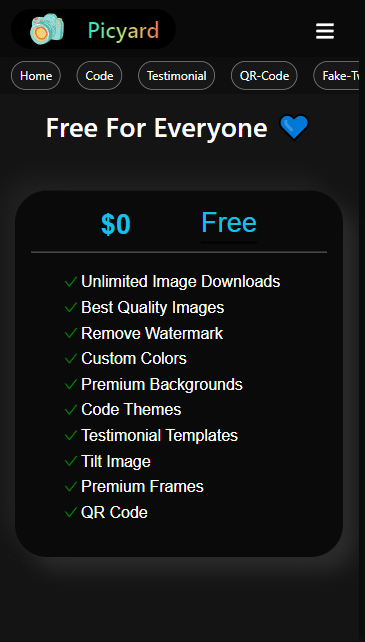 Picyard
Home Code Testimonial QR-Code Fake-Tw
Free For Everyone 💙
$0 Free
Unlimited Image Downloads
Best Quality Images
Remove Watermark
Custom Colors
Premium Backgrounds
Code Themes
Testimonial Templates
Tilt Image
Premium Frames
QR Code